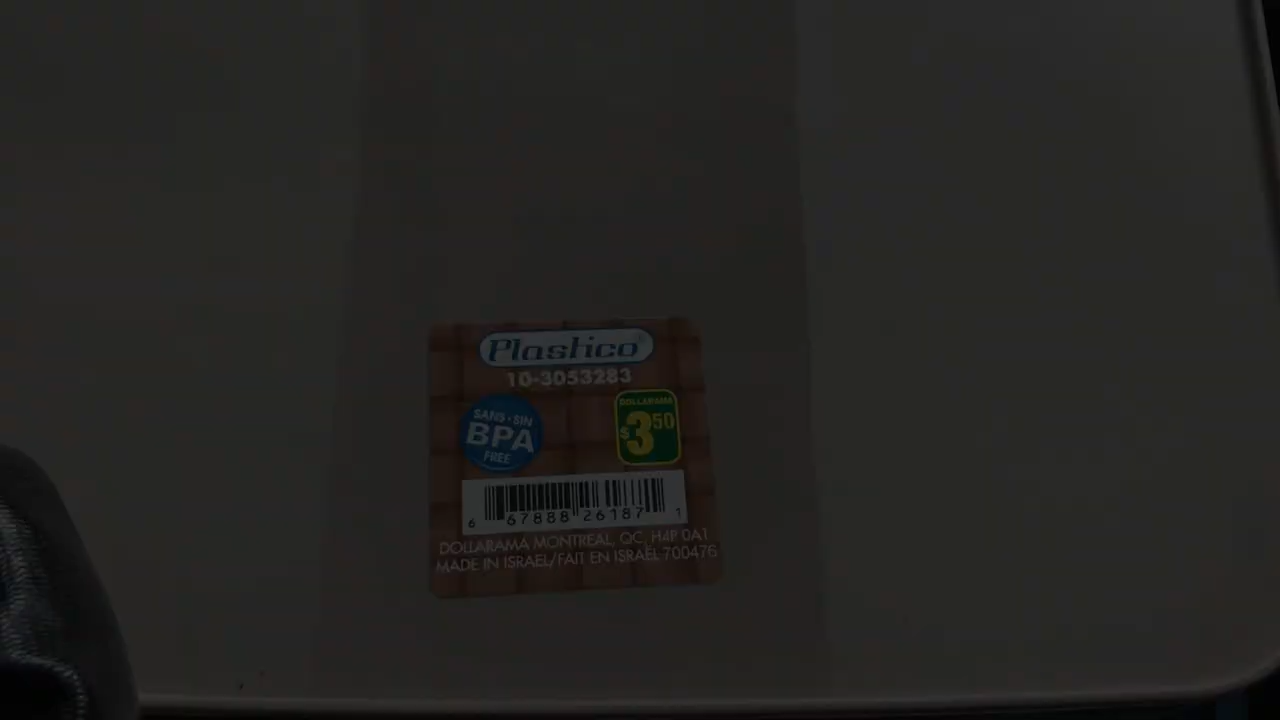 Plastico®
10-3053283
SANS • SIN
BPA
FREE
DOLLARAMA
$3.50
6 67888 26187 1
DOLLARAMA MONTREAL, QC, H4P 0A1
MADE IN ISRAEL/FAIT EN ISRAËL 700476